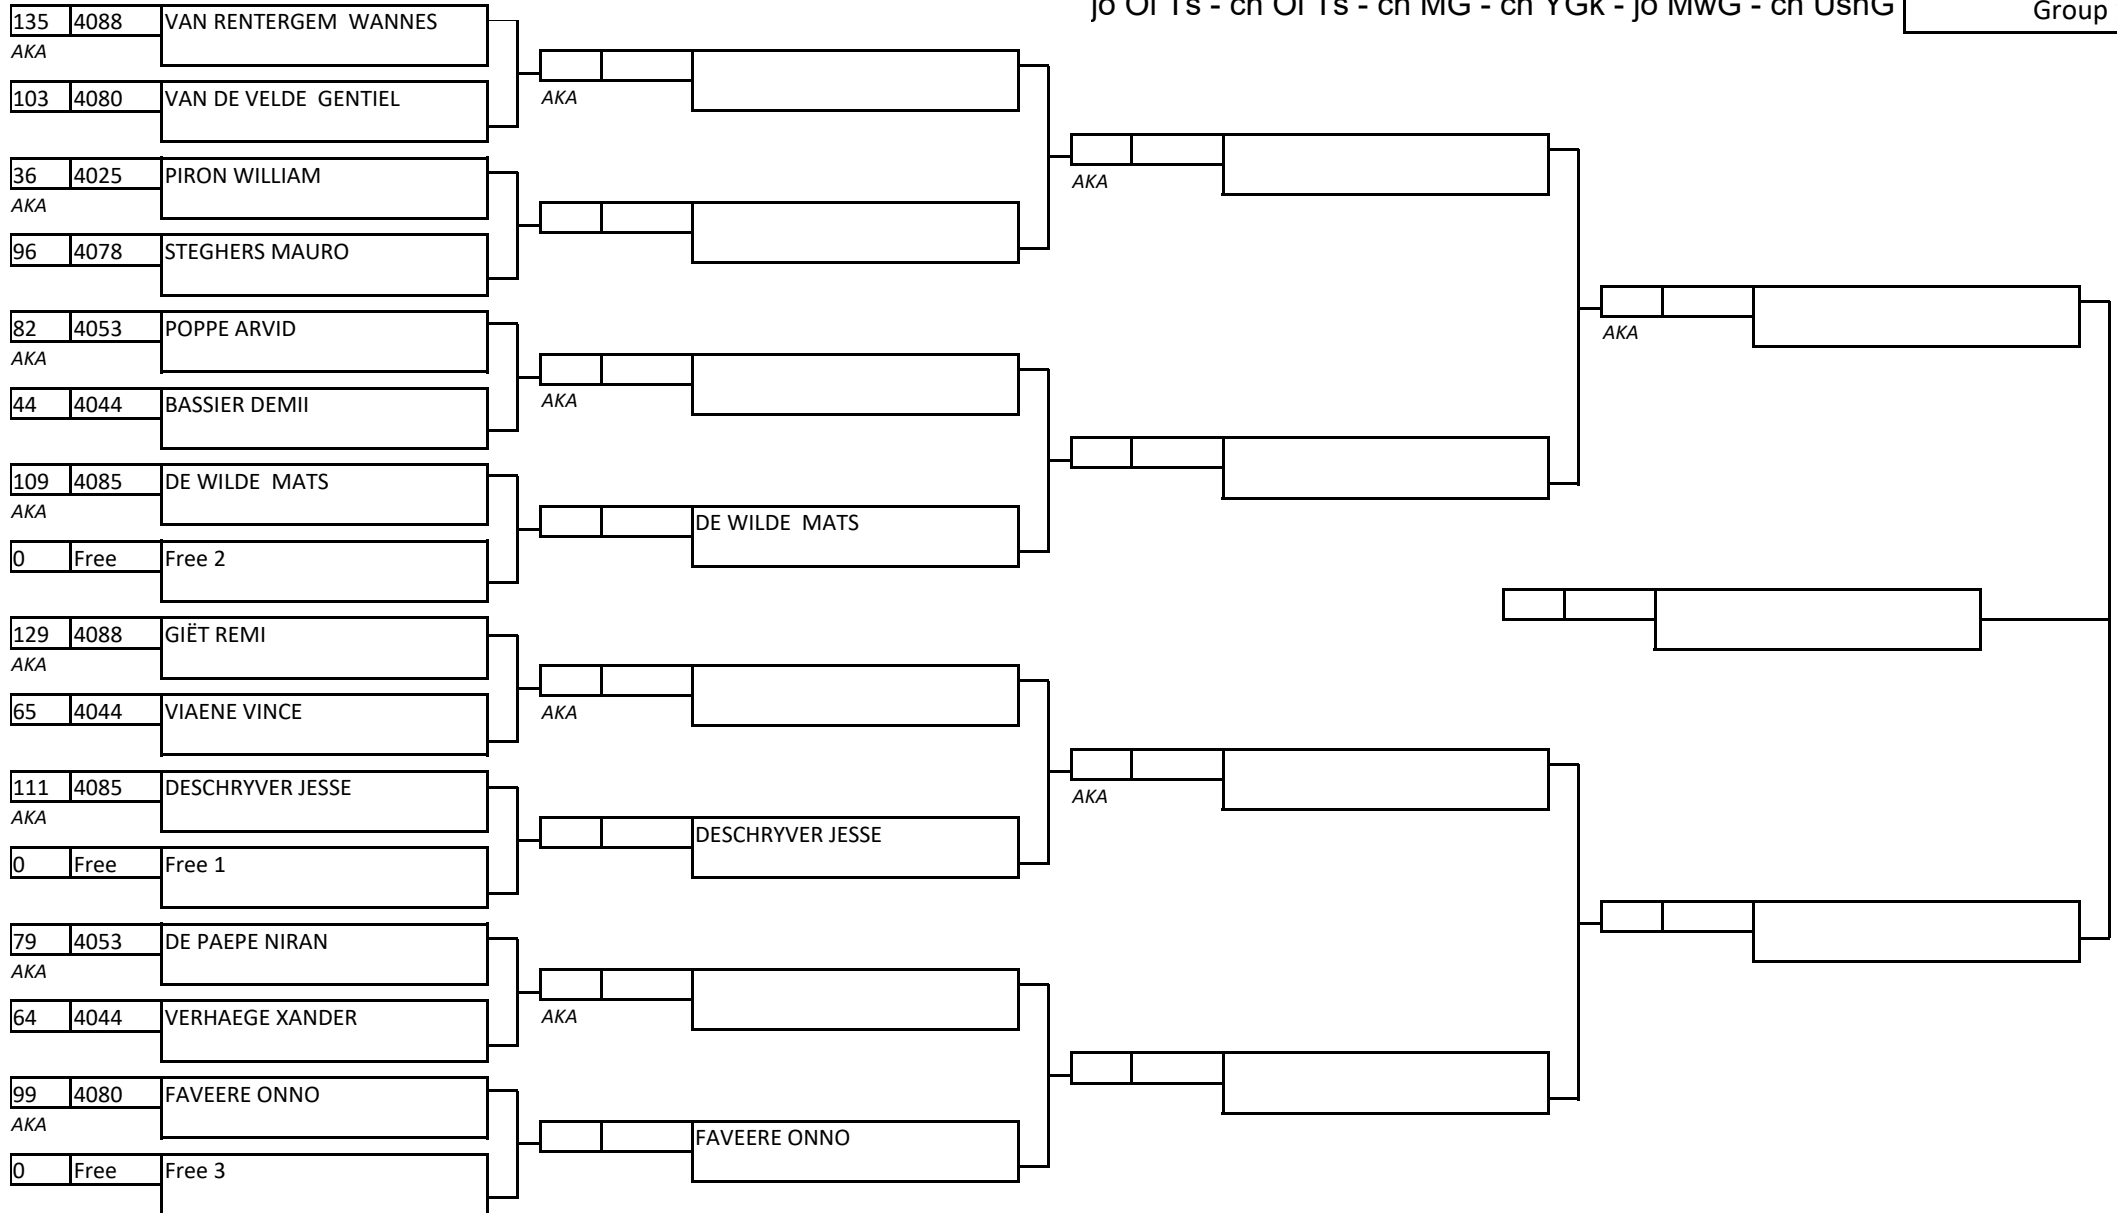 jo Of Ts - ch Of Ts - ch MG - ch YGk - jo MwG - ch UshG
Group
135 4088 VAN RENTERGEM  WANNES
AKA
103 4080 VAN DE VELDE  GENTIEL
AKA
36 4025 PIRON WILLIAM
AKA
AKA
96 4078 STEGHERS MAURO
82 4053 POPPE ARVID
AKA
AKA
44 4044 BASSIER DEMII
AKA
109 4085 DE WILDE  MATS
AKA
DE WILDE  MATS
0 Free Free 2
129 4088 GIËT REMI
AKA
65 4044 VIAENE VINCE
AKA
111 4085 DESCHRYVER JESSE
AKA
AKA
DESCHRYVER JESSE
0 Free Free 1
79 4053 DE PAEPE NIRAN
AKA
64 4044 VERHAEGE XANDER
AKA
99 4080 FAVEERE ONNO
AKA
FAVEERE ONNO
0 Free Free 3